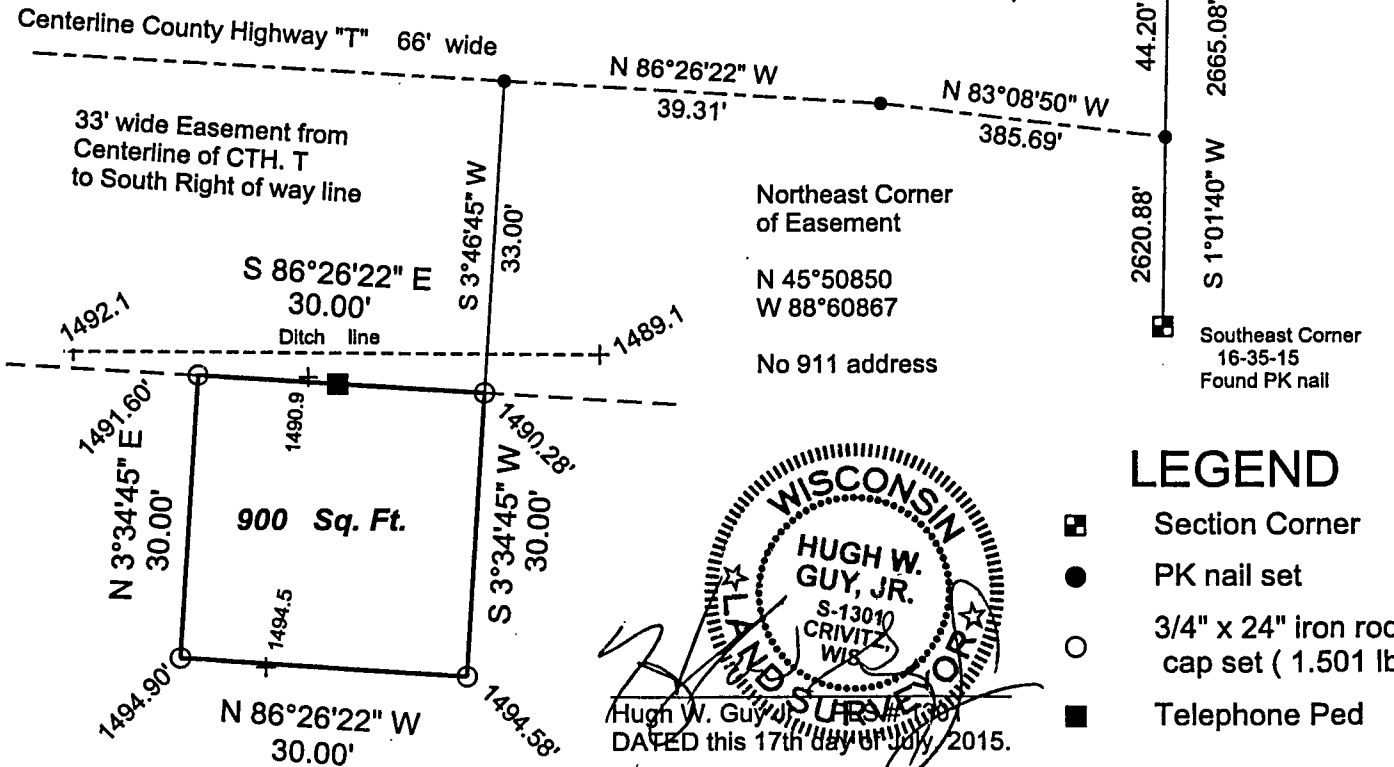 Centerline County Highway "T" 66' wide
N 86°26'22" W
39.31'
N 83°08'50" W
385.69'
44.20'
2665.08'
33' wide Easement from
Centerline of CTH. T
to South Right of way line
S 3°46'45" W
33.00'
Northeast Corner
of Easement
N 45°50850
W 88°60867
No 911 address
2620.88'
S 1°01'40" W
Southeast Corner
16-35-15
Found PK nail
S 86°26'22" E
30.00'
Ditch line
1492.1
1489.1
1491.60'
1490.9
1490.28'
N 3°34'45" E
30.00'
900 Sq. Ft.
S 3°34'45" W
30.00'
1494.5
1494.90'
N 86°26'22" W
30.00'
1494.58'
WISCONSIN
HUGH W.
GUY, JR.
S-1301
CRIVITZ,
WIS
LAND SURVEYOR
Hugh W. Guy
DATED this 17th day of July, 2015.
LEGEND
Section Corner
PK nail set
3/4" x 24" iron rod
cap set ( 1.501 lb
Telephone Ped